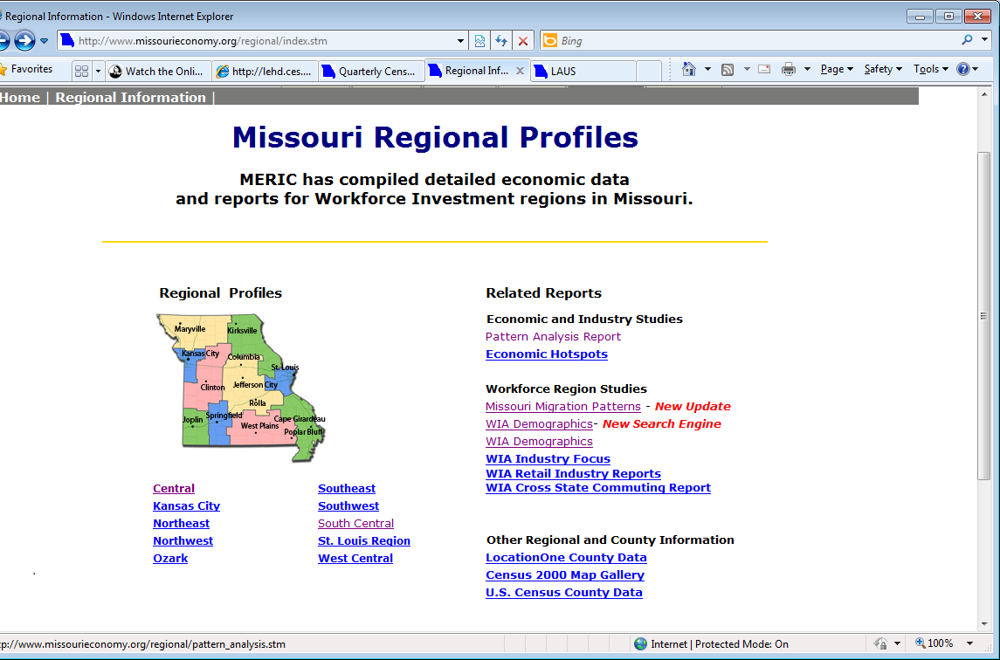 Regional Information - Windows Internet Explorer
http://www.missourieconomy.org/regional/index.stm
Bing
Favorites
Watch the Onli...
http://lehd.ces....
Quarterly Cens...
Regional Inf...
LAUS
Page
Safety
Tools
Home | Regional Information |
Missouri Regional Profiles
MERIC has compiled detailed economic data
and reports for Workforce Investment regions in Missouri.
Regional Profiles
Maryville
Kirksville
Kansas City
Columbia
St. Louis
Clinton
Jefferson City
Rolla
Joplin
Springfield
West Plains
Cape Girardeau
Poplar Bluff
Central
Kansas City
Northeast
Northwest
Ozark
Southeast
Southwest
South Central
St. Louis Region
West Central
Related Reports
Economic and Industry Studies
Pattern Analysis Report
Economic Hotspots
Workforce Region Studies
Missouri Migration Patterns - New Update
WIA Demographics- New Search Engine
WIA Demographics
WIA Industry Focus
WIA Retail Industry Reports
WIA Cross State Commuting Report
Other Regional and County Information
LocationOne County Data
Census 2000 Map Gallery
U.S. Census County Data
.
tp://www.missourieconomy.org/regional/pattern_analysis.stm
Internet | Protected Mode: On
100%